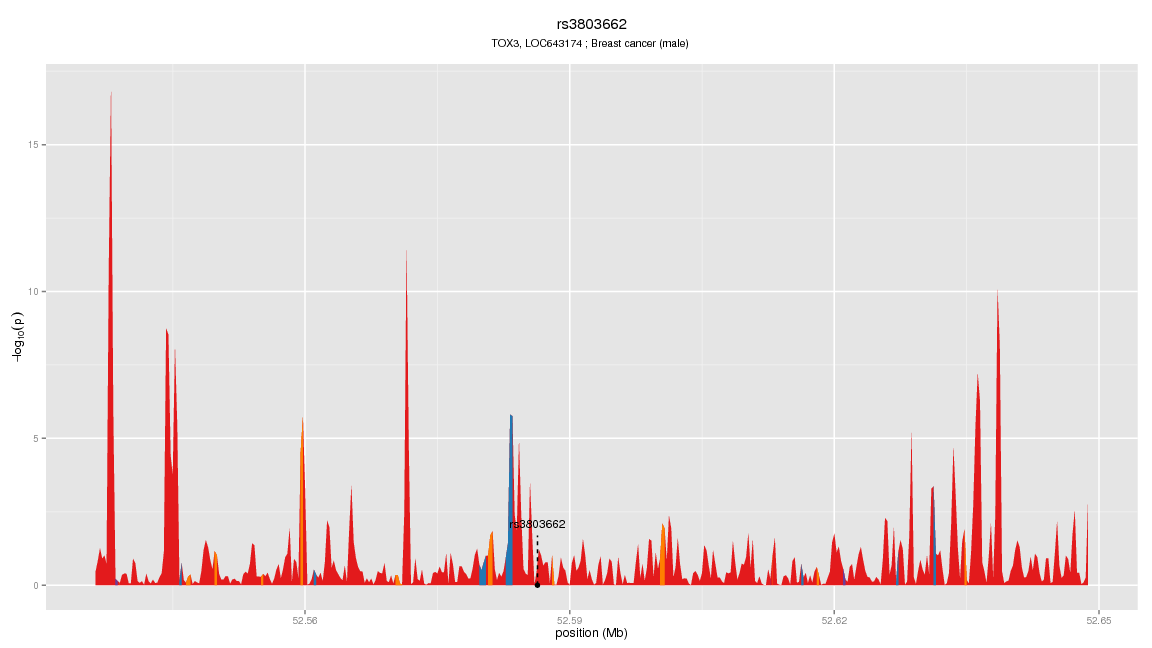 rs3803662
TOX3, LOC643174 ; Breast cancer (male)
−log10(p)
15
10
5
0
rs3803662
52.56
52.59
52.62
52.65
position (Mb)